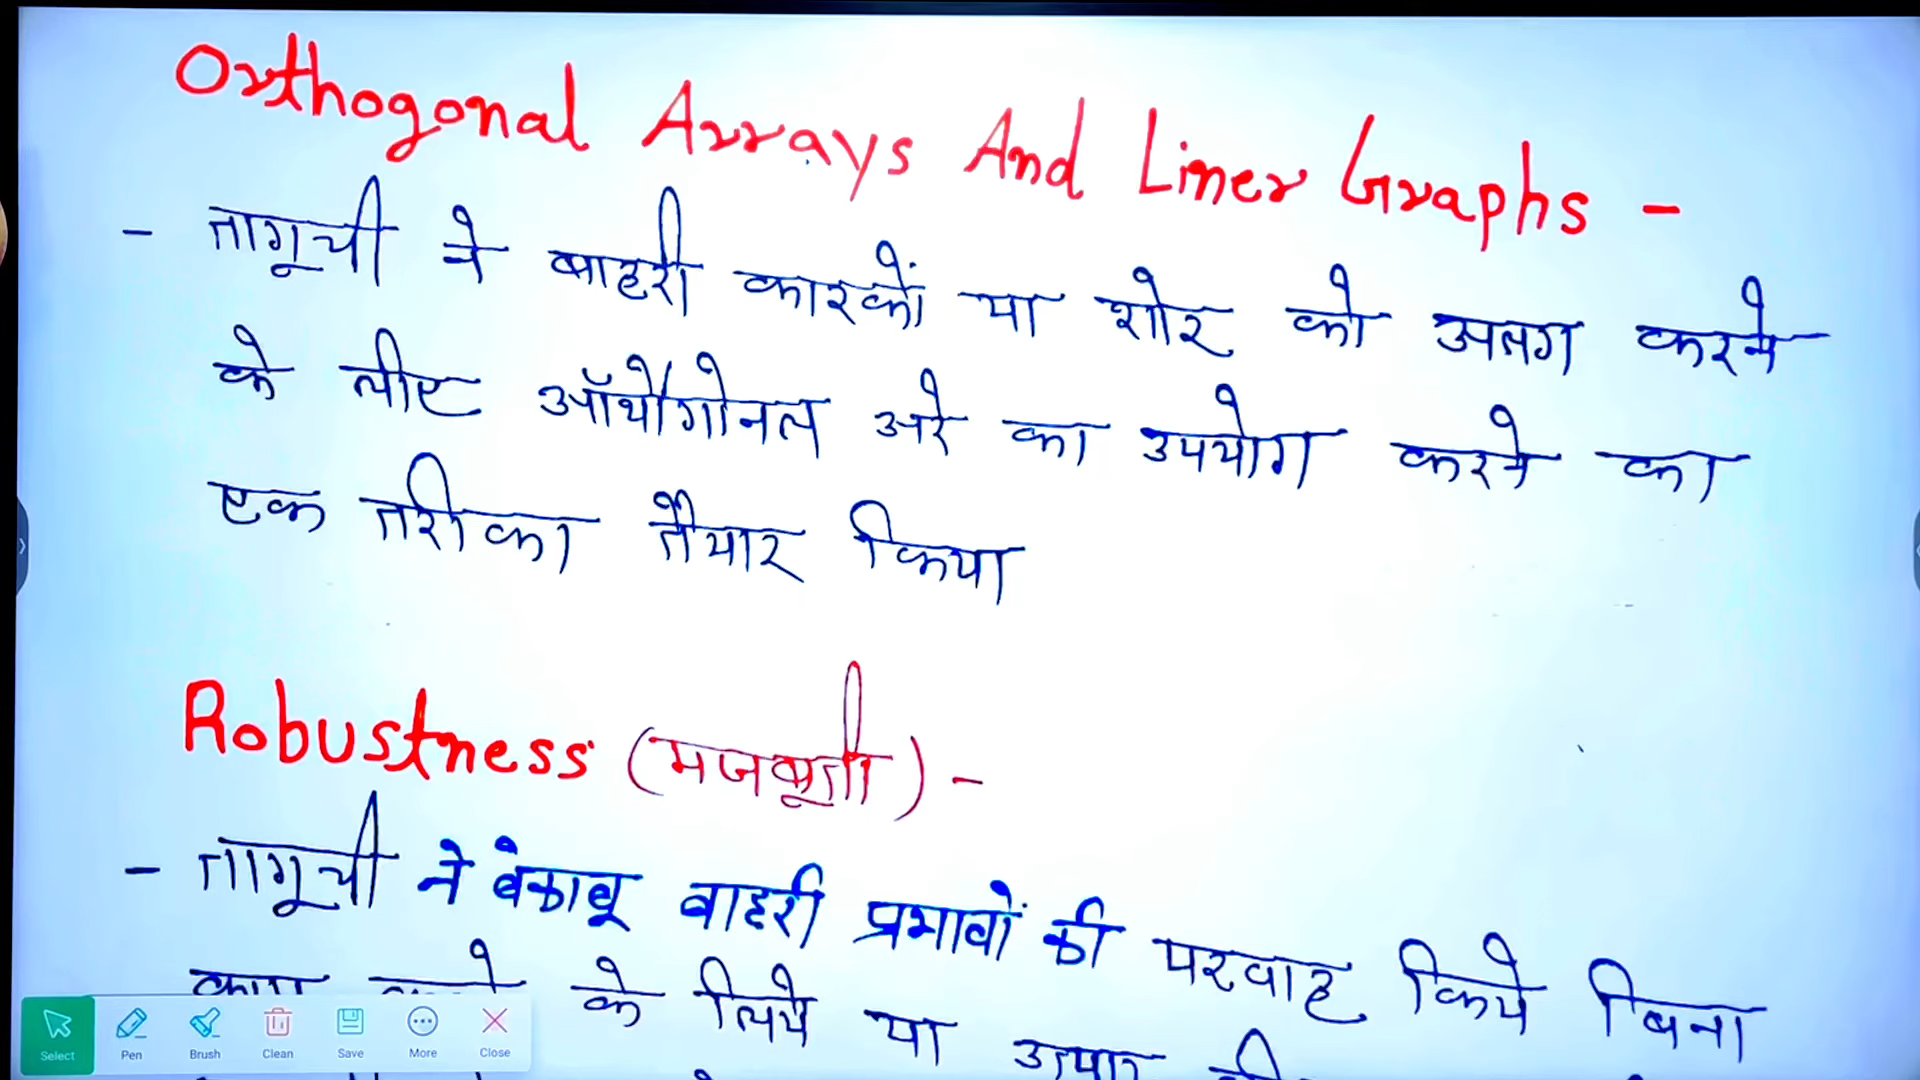 Orthogonal Arrays And Liner Graphs -
- तागूची ने बाहरी कारकों या शोर को अलग करने
के लीए ऑर्थोगोनल अरे का उपयोग करने का
एक तरीका तैयार किया
Robustness (मजबूती) -
- तागूची ने बेकाबू बाहरी प्रभावों की परवाह किये बिना
के लिये या
Select Pen Brush Clean Save More Close